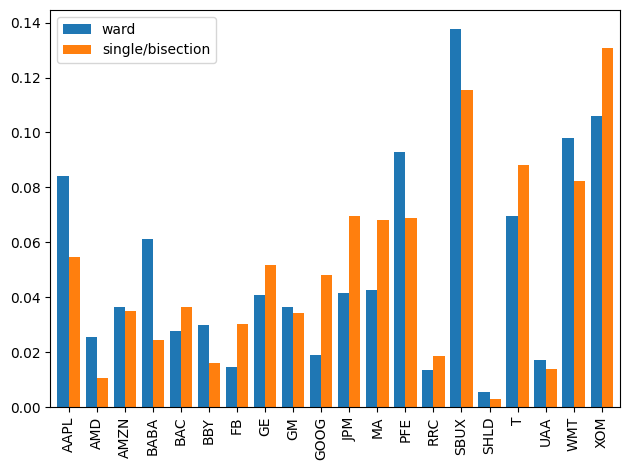 ward
single/bisection
0.14
0.12
0.10
0.08
0.06
0.04
0.02
0.00
AAPL
AMD
AMZN
BABA
BAC
BBY
FB
GE
GM
GOOG
JPM
MA
PFE
RRC
SBUX
SHLD
T
UAA
WMT
XOM